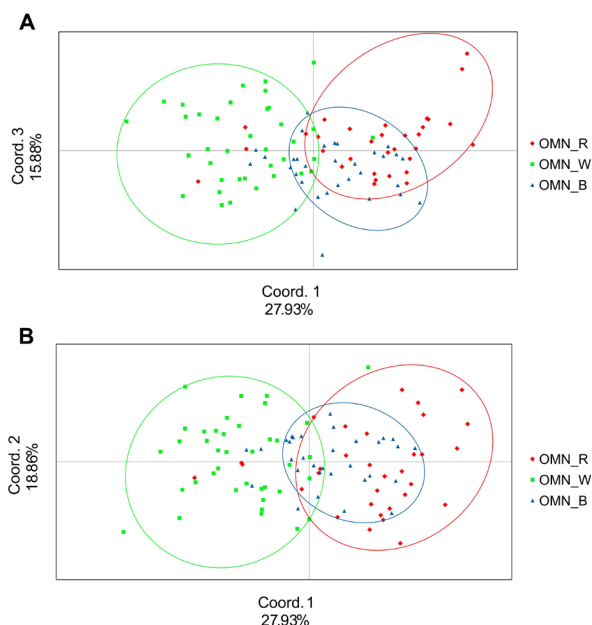 A
Coord. 3
15.88%
OMN_R
OMN_W
OMN_B
Coord. 1
27.93%
B
Coord. 2
18.86%
OMN_R
OMN_W
OMN_B
Coord. 1
27.93%